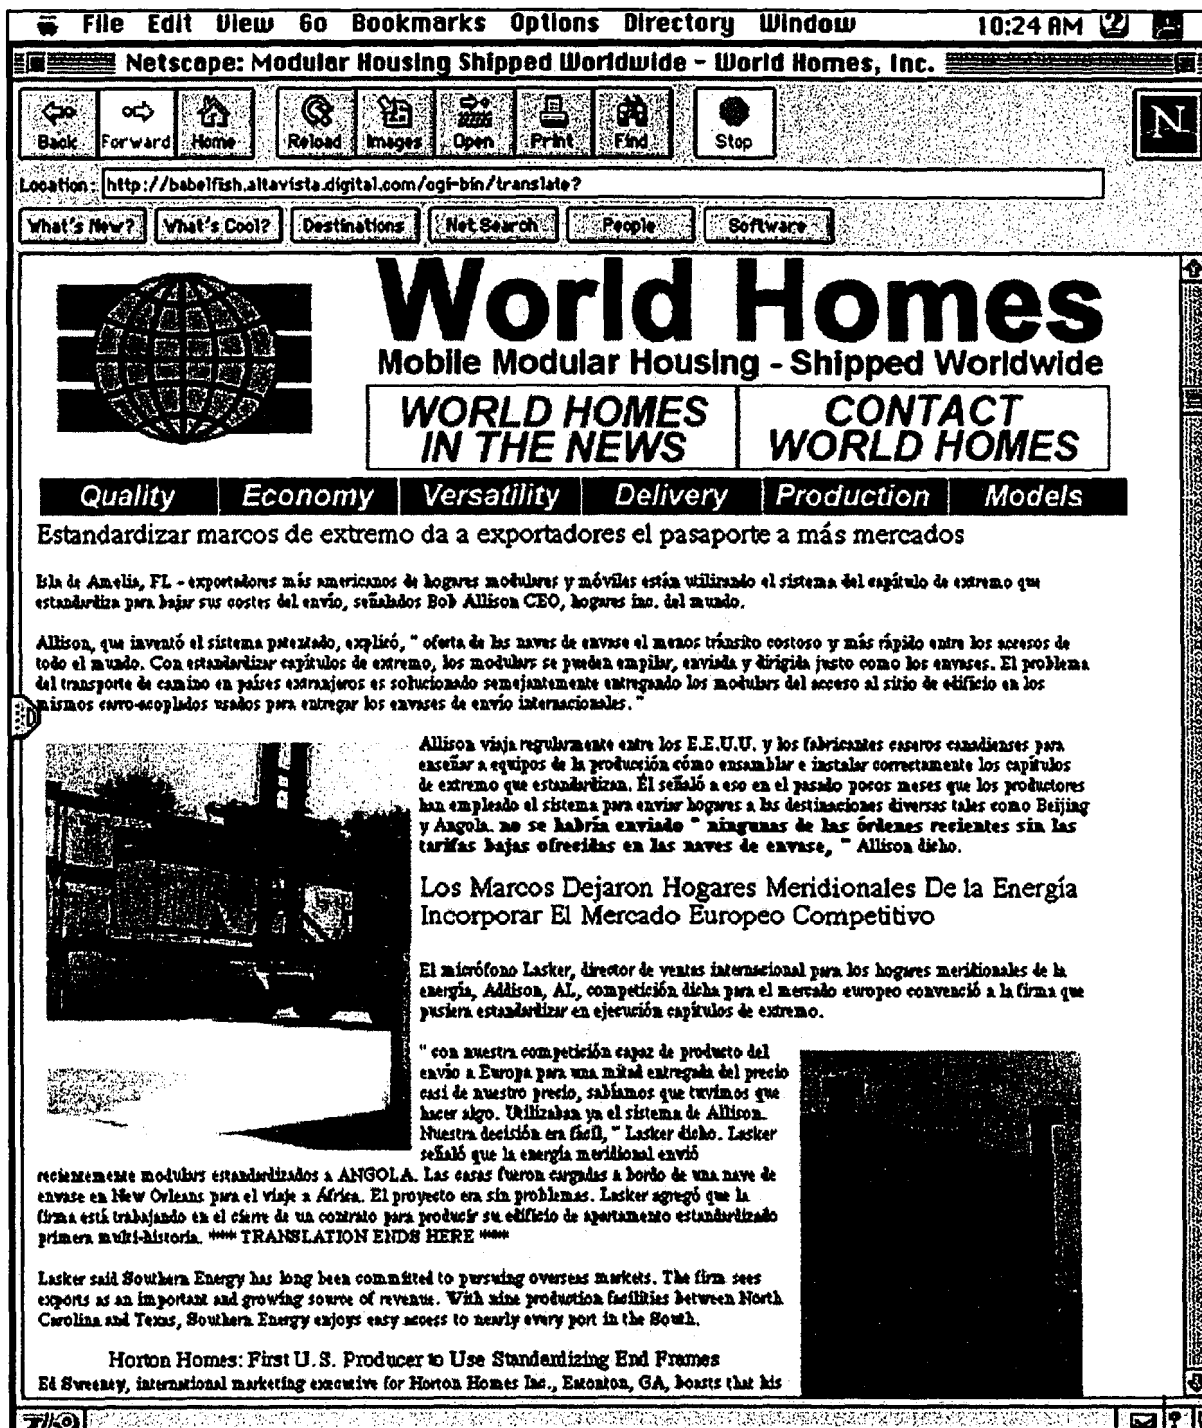 File Edit View Go Bookmarks Options Directory Window 10:24 AM
Netscape: Modular Housing Shipped Worldwide - World Homes, Inc.
Back Forward Home Reload Images Open Print Find Stop
N
Location: http://babelfish.altavista.digital.com/cgi-bin/translate?
What's New? What's Cool? Destinations Net Search People Software
World Homes
Mobile Modular Housing - Shipped Worldwide
WORLD HOMES IN THE NEWS
CONTACT WORLD HOMES
Quality Economy Versatility Delivery Production Models
Estandardizar marcos de extremo da a exportadores el pasaporte a más mercados
Isla de Amelia, FL - exportadores más americanos de hogares modulares y móviles están utilizando el sistema del capítulo de extremo que
estandardiza para bajar sus costes del envío, señalados Bob Allison CEO, hogares inc. del mundo.
Allison, que inventó el sistema patentado, explicó, " oferta de las naves de envase el menos tránsito costoso y más rápido entre los accesos de
todo el mundo. Con estandardizar capítulos de extremo, los modulars se pueden empilar, enviada y dirigida justo como los envases. El problema
del transporte de camino en países extranjeros es solucionado semejantemente entregando los modulars del acceso al sitio de edificio en los
mismos carro-acoplados usados para entregar los envases de envío internacionales. "
Allison viaja regularmente entre los E.E.U.U. y los fabricantes caseros canadienses para
enseñar a equipos de la producción cómo ensamblar e instalar correctamente los capítulos
de extremo que estandardizan. Él señaló a eso en el pasado pocos meses que los productores
han empleado el sistema para enviar hogares a las destinaciones diversas tales como Beijing
y Angola. no se habría enviado " ningunas de las órdenes recientes sin las
tarifas bajas ofrecidas en las naves de envase, " Allison dicho.
Los Marcos Dejaron Hogares Meridionales De la Energía
Incorporar El Mercado Europeo Competitivo
El micrófono Lasker, director de ventas internacional para los hogares meridionales de la
energía, Addison, AL, competición dicha para el mercado europeo convenció a la firma que
pusiera estandardizar en ejecución capítulos de extremo.
" con nuestra competición capaz de producto del
envío a Europa para una mitad entregada del precio
casi de nuestro precio, sabíamos que tuvimos que
hacer algo. Utilizaban ya el sistema de Allison.
Nuestra decisión era fácil, " Lasker dicho. Lasker
señaló que la energía meridional envió
recientemente modulars estandardizados a ANGOLA. Las casas fueron cargadas a bordo de una nave de
envase en New Orleans para el viaje a África. El proyecto era sin problemas. Lasker agregó que la
firma está trabajando en el cierre de un contrato para producir su edificio de apartamento estandardizado
primera multi-historia. **** TRANSLATION ENDS HERE ****
Lasker said Southern Energy has long been committed to pursuing overseas markets. The firm sees
exports as an important and growing source of revenue. With nine production facilities between North
Carolina and Texas, Southern Energy enjoys easy access to nearly every port in the South.
Horton Homes: First U.S. Producer to Use Standardizing End Frames
Ed Sweeney, international marketing executive for Horton Homes Inc., Eatonton, GA, boasts that his